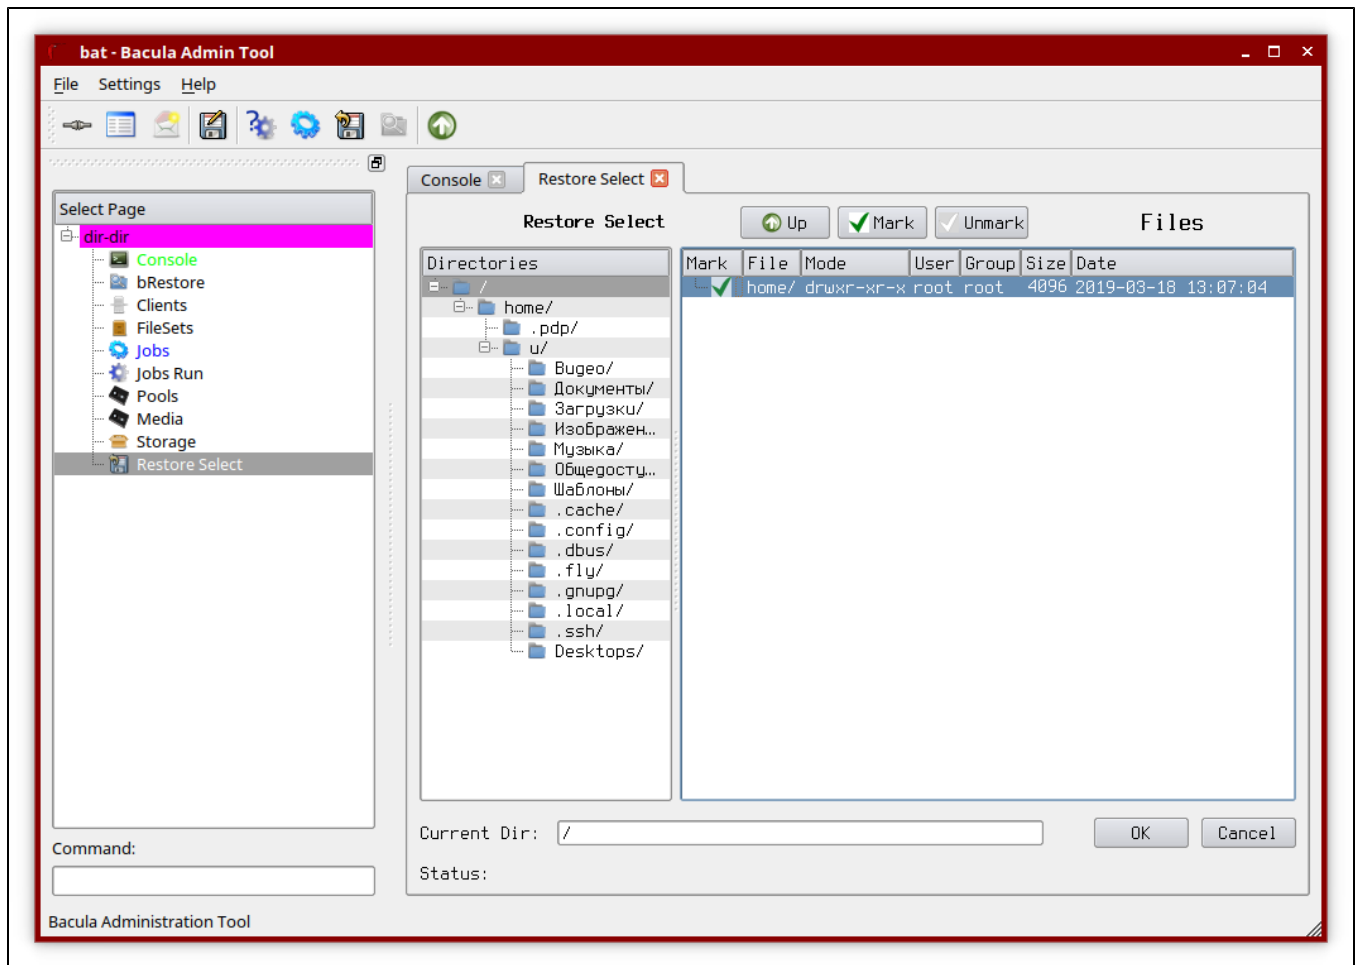 bat - Bacula Admin Tool
File Settings Help
Console
Restore Select
Select Page
dir-dir
Console
bRestore
Clients
FileSets
Jobs
Jobs Run
Pools
Media
Storage
Restore Select
Command:
Restore Select
Up
Mark
Unmark
Files
Directories
/
home/
.pdp/
u/
Видео/
Документы/
Загрузки/
Изображен...
Музыка/
Общедосту...
Шаблоны/
.cache/
.config/
.dbus/
.fly/
.gnupg/
.local/
.ssh/
Desktops/
Mark File Mode User Group Size Date
home/ drwxr-xr-x root root 4096 2019-03-18 13:07:04
Current Dir: /
OK
Cancel
Status:
Bacula Administration Tool